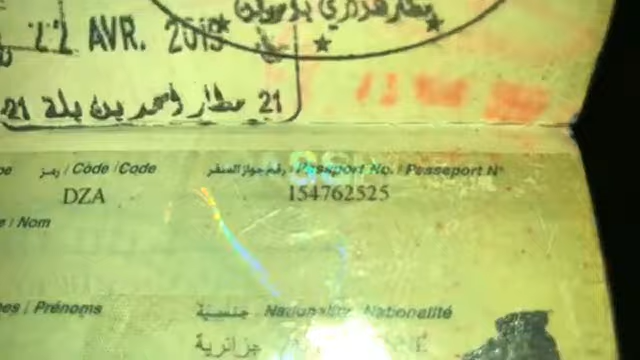 مطار هواري بومدين
22 AVR. 2015
21 مطار أحمد بن بلة 21
رمز / Code / Code رقم جواز السفر / Passport No. / Passeport N°
DZA 154762525
/ Nom
/ Prénoms جنسية / Nationality / Nationalité
جزائرية